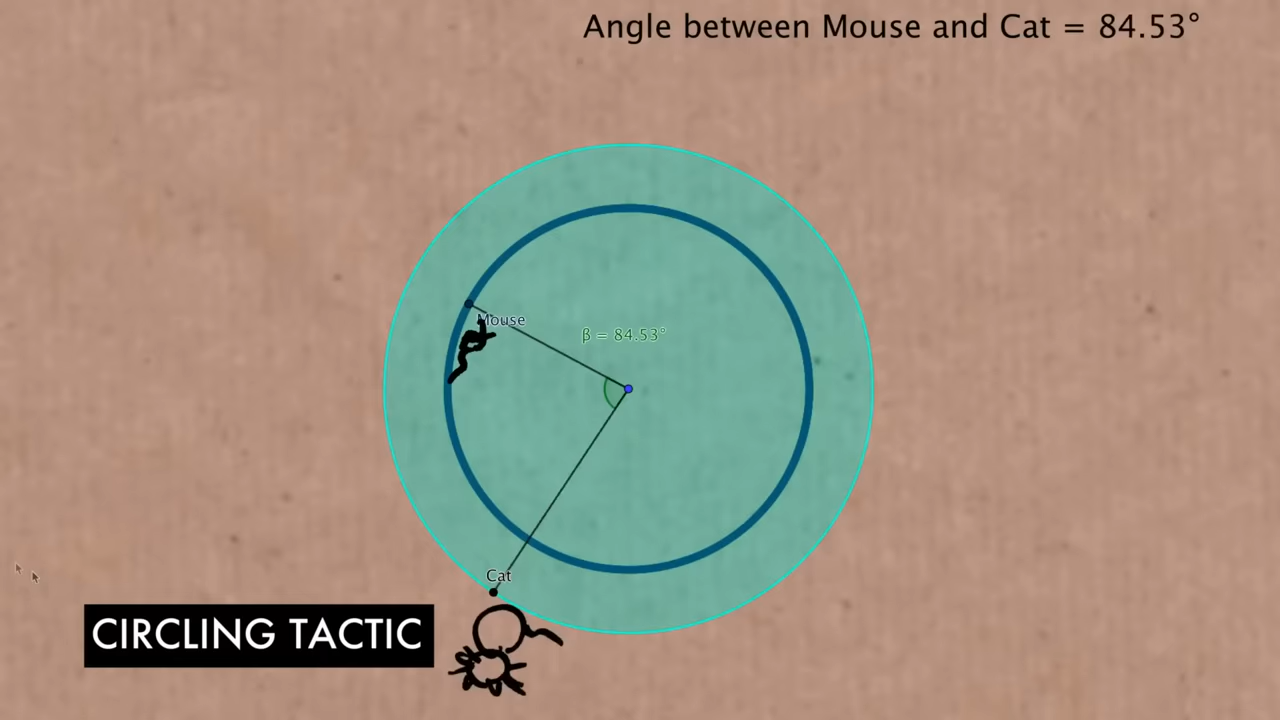 Angle between Mouse and Cat = 84.53°
Mouse
β = 84.53°
Cat
CIRCLING TACTIC